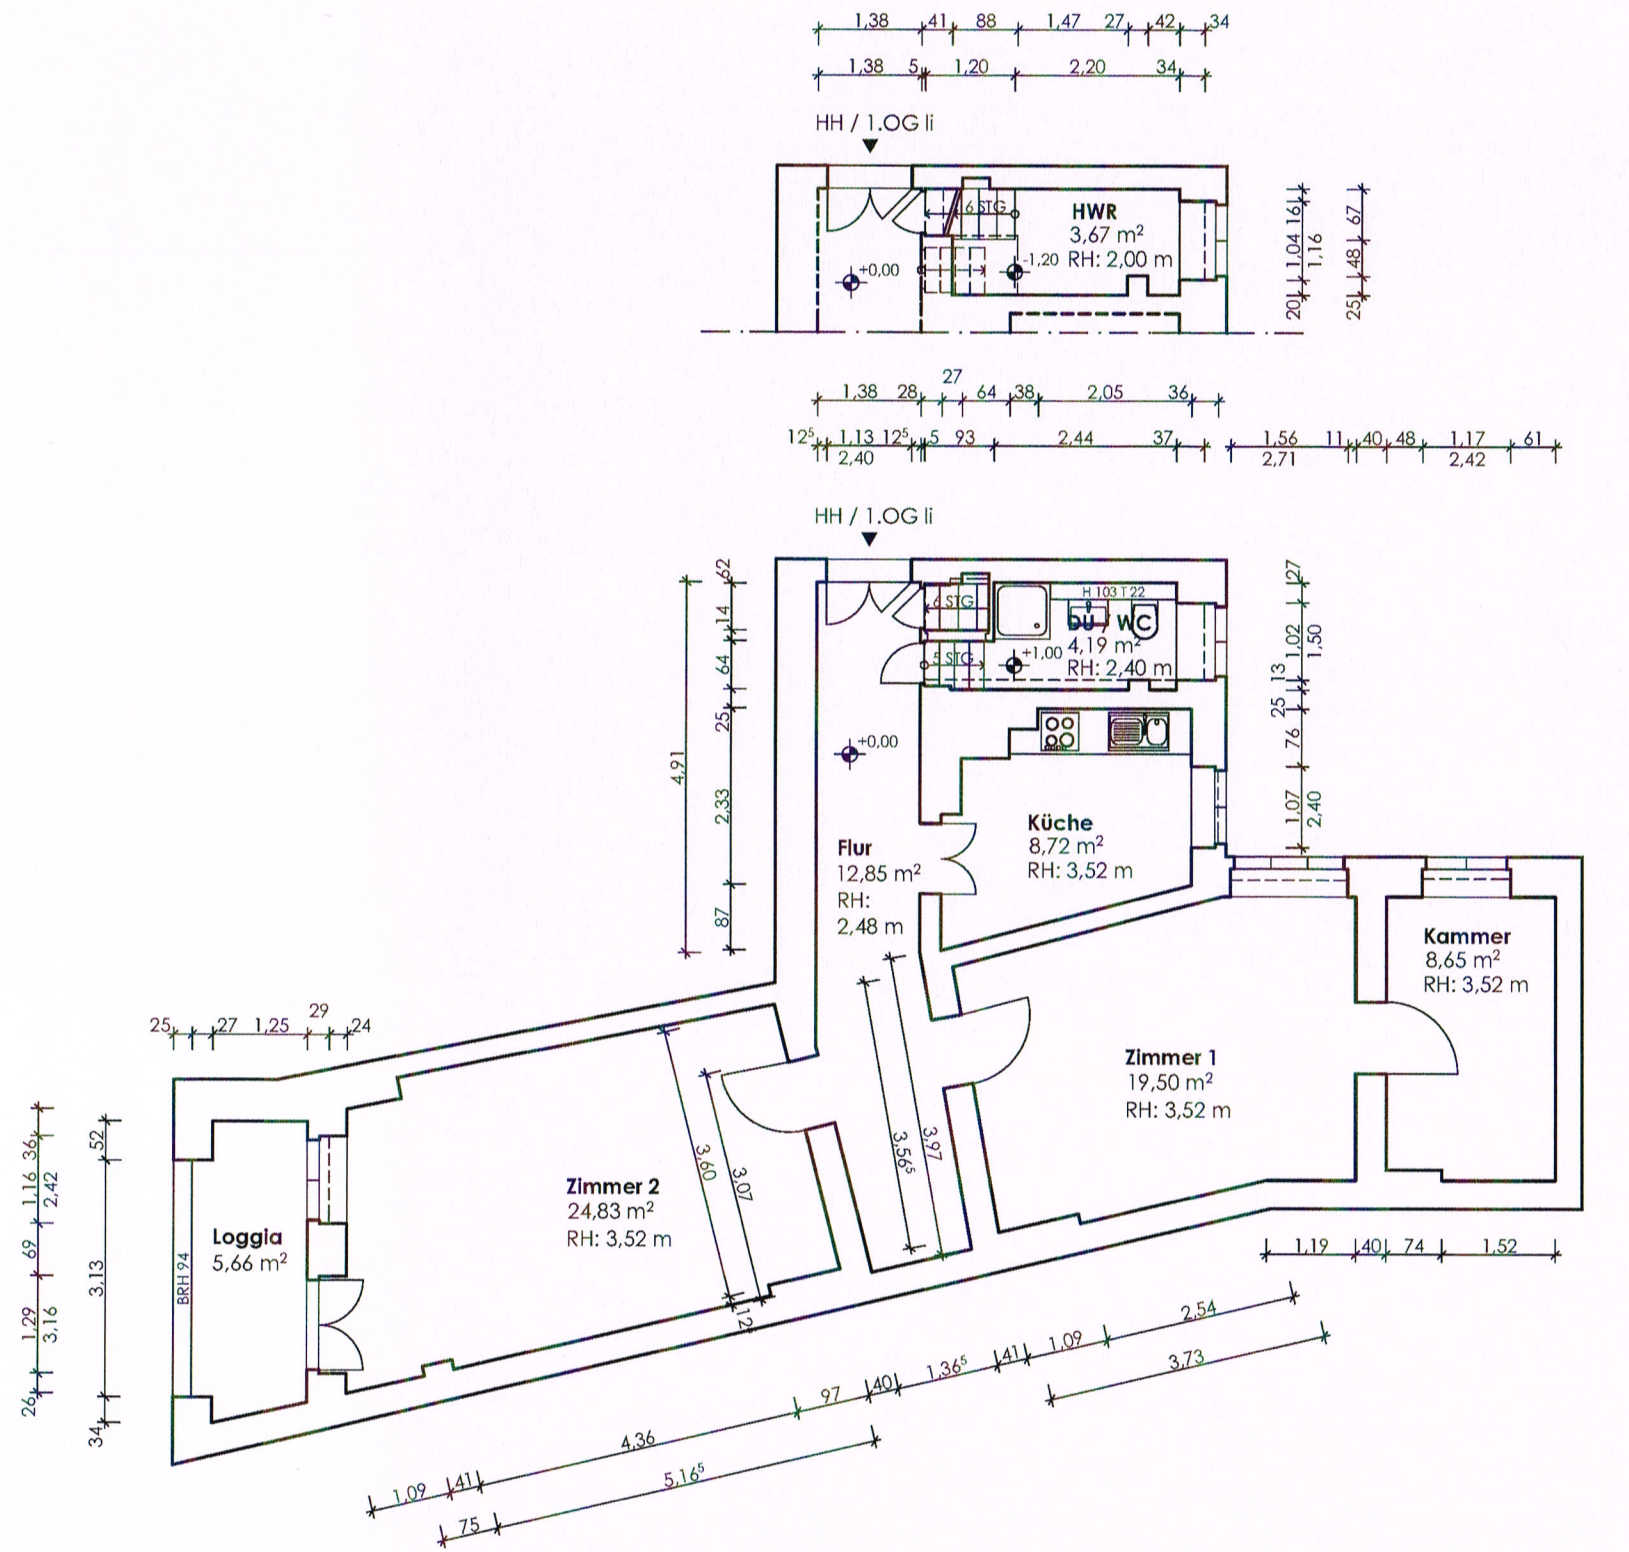 1,38 41 88 1,47 27 42 34
1,38 5 1,20 2,20 34
HH / 1.OG li
6 STG
HWR
3,67 m²
RH: 2,00 m
+0,00
-1,20
16 1,04 20
1,16
67 48 25
27
1,38 28 64 38 2,05 36
12⁵ 1,13 12⁵ 5 93 2,44 37 1,56 11 40 48 1,17 61
2,40 2,71 2,42
HH / 1.OG li
62 14 64 25 2,33 87
4,91
6 STG
H 103 T 22
DU / WC
4,19 m²
RH: 2,40 m
5 STG
+1,00
+0,00
27 1,02 13 25 76 1,07
1,50
2,40
Küche
8,72 m²
RH: 3,52 m
Flur
12,85 m²
RH:
2,48 m
Kammer
8,65 m²
RH: 3,52 m
Zimmer 1
19,50 m²
RH: 3,52 m
25 27 1,25 29 24
36 1,16 69 1,29 26
2,42
3,16
52 3,13 34
Loggia
5,66 m²
BRH 94
Zimmer 2
24,83 m²
RH: 3,52 m
3,60
3,07
12⁵
3,56⁵
3,97
1,19 40 74 1,52
1,09 41 4,36 97 40 1,36⁵ 41 1,09 2,54
75 5,16⁵
3,73